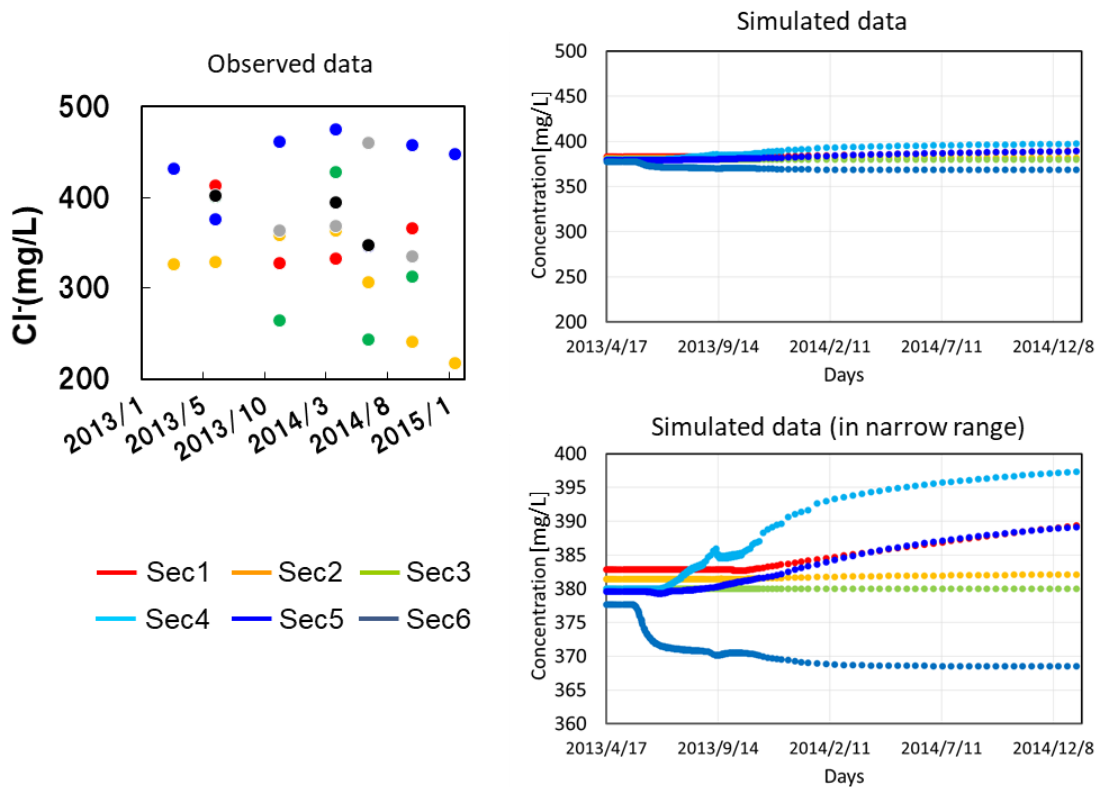 Observed data
Cl-(mg/L)
500
400
300
200
2013/ 1
2013/ 5
2013/ 10
2014/ 3
2014/ 8
2015/ 1
Sec1
Sec2
Sec3
Sec4
Sec5
Sec6
Simulated data
Concentration [mg/L]
500
450
400
350
300
250
200
2013/4/17
2013/9/14
2014/2/11
2014/7/11
2014/12/8
Days
Simulated data (in narrow range)
Concentration [mg/L]
400
395
390
385
380
375
370
365
360
2013/4/17
2013/9/14
2014/2/11
2014/7/11
2014/12/8
Days